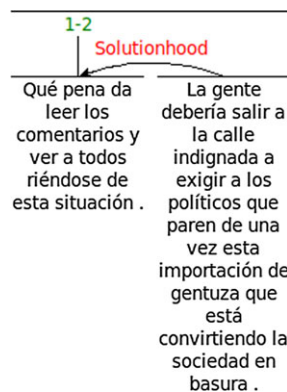 1-2
Solutionhood
Qué pena da
leer los
comentarios y
ver a todos
riéndose de
esta situación .
La gente
debería salir a
la calle
indignada a
exigir a los
políticos que
paren de una
vez esta
importación de
gentuza que
está
convirtiendo la
sociedad en
basura .